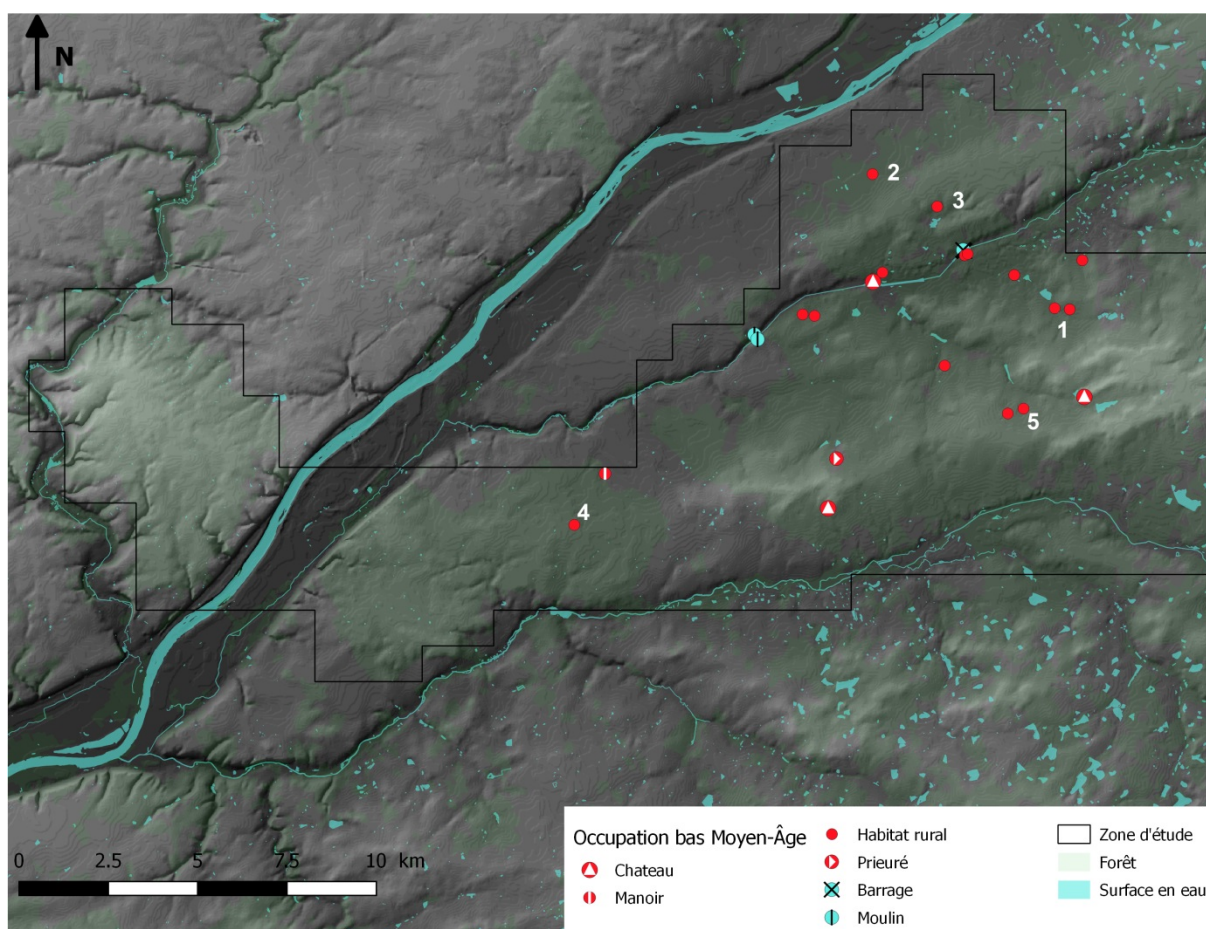 N
2
3
1
5
4
0 2.5 5 7.5 10 km
Occupation bas Moyen-Âge
Chateau
Manoir
Habitat rural
Prieuré
Barrage
Moulin
Zone d'étude
Forêt
Surface en eau